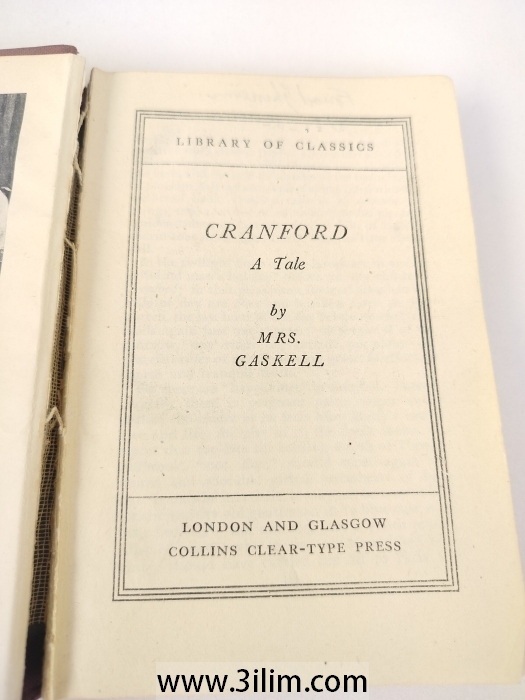 LIBRARY OF CLASSICS
CRANFORD
A Tale
by
MRS.
GASKELL
LONDON AND GLASGOW
COLLINS CLEAR-TYPE PRESS
www.3ilim.com